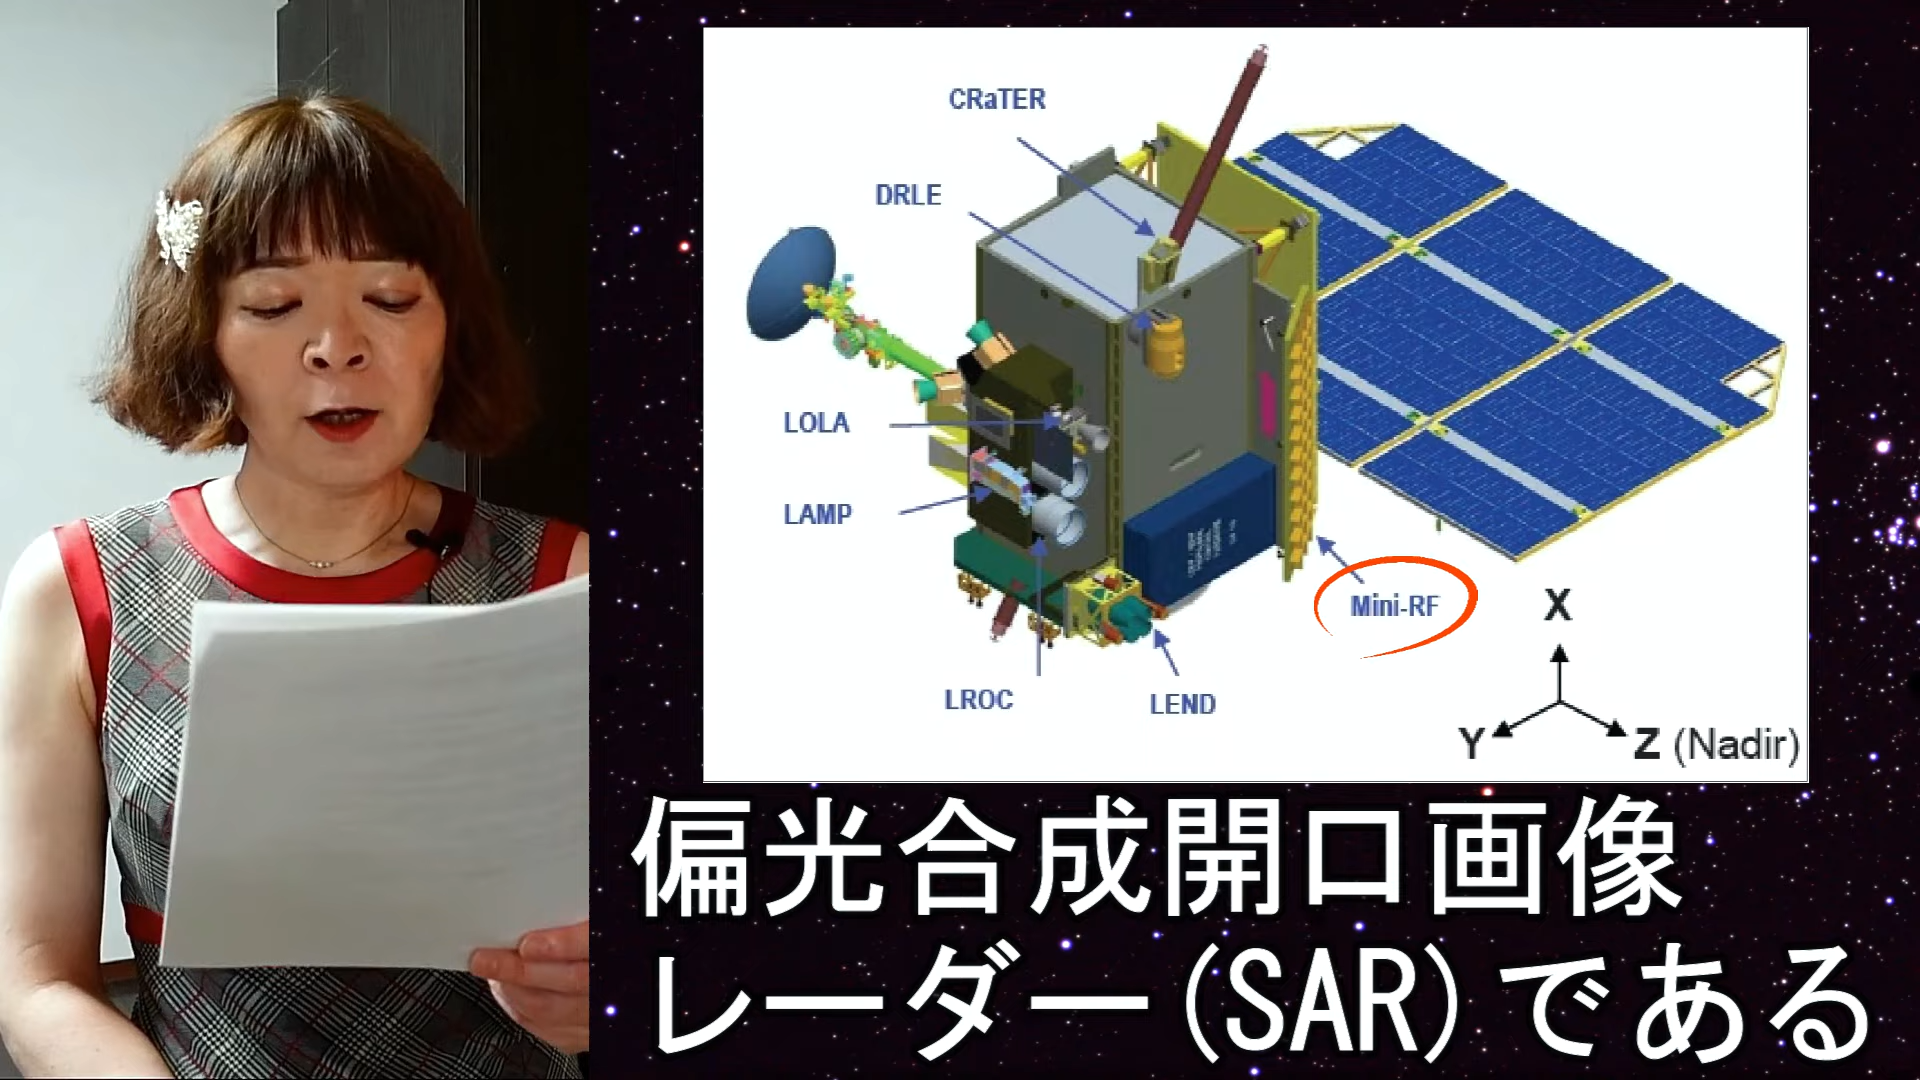 CRaTER
DRLE
LOLA
LAMP
LROC
LEND
Mini-RF
X
Y
Z (Nadir)
偏光合成開口画像
レーダー(SAR)である